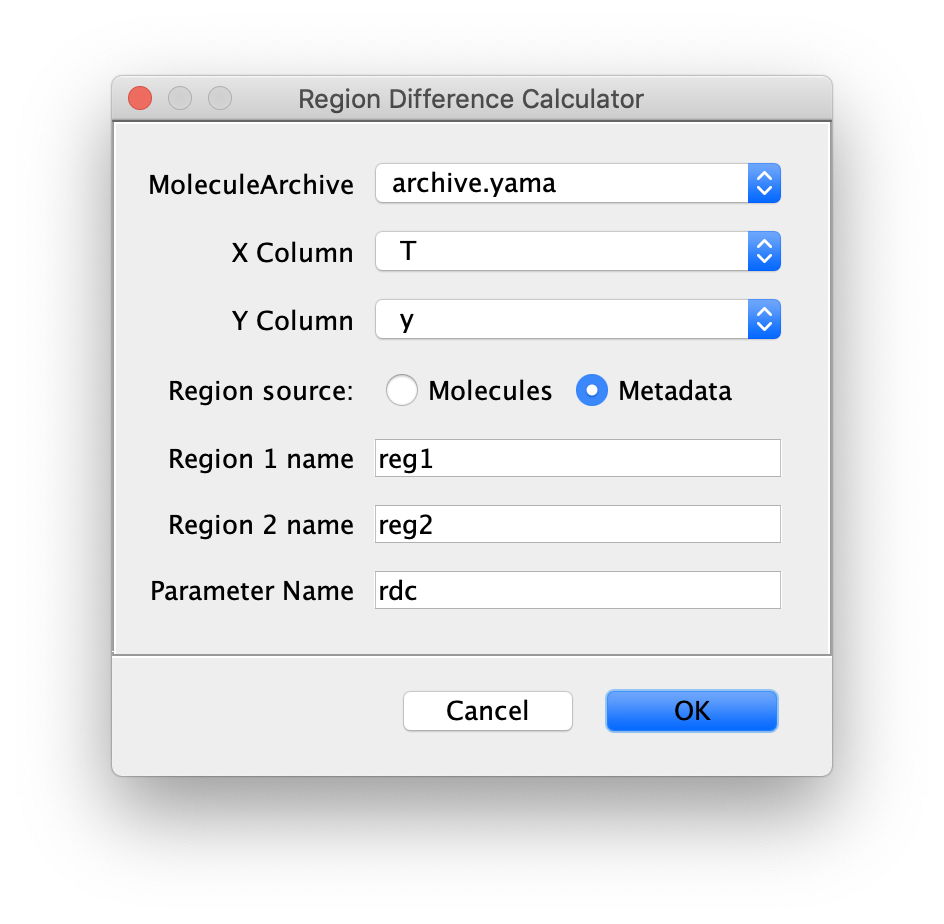 Region Difference Calculator
MoleculeArchive archive.yama
X Column T
Y Column y
Region source: Molecules Metadata
Region 1 name reg1
Region 2 name reg2
Parameter Name rdc
Cancel OK